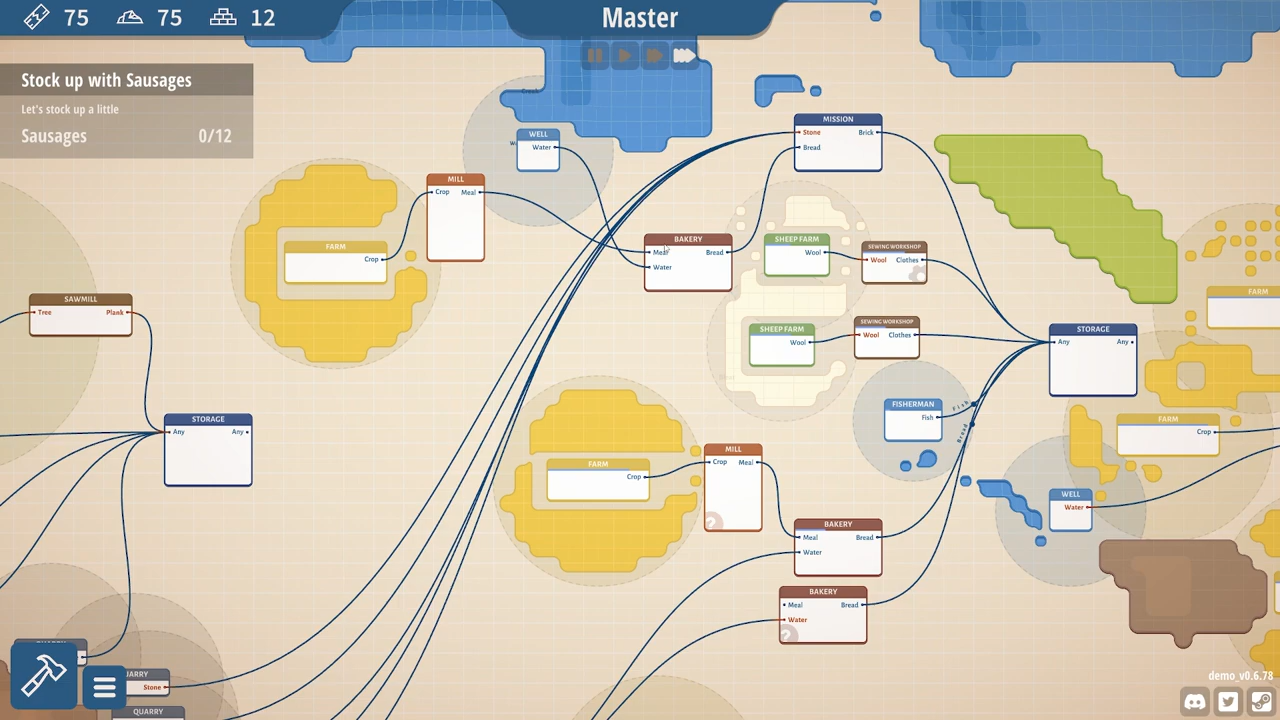 75 75 12
Master
Stock up with Sausages
Let's stock up a little
Sausages 0/12
WELL
Water
MISSION
Stone Brick
Bread
MILL
Crop Meal
FARM
Crop
BAKERY
Meal Bread
Water
SHEEP FARM
Wool
SEWING WORKSHOP
Wool Clothes
SAWMILL
Tree Plank
FARM
SHEEP FARM
Wool
SEWING WORKSHOP
Wool Clothes
STORAGE
Any Any
STORAGE
Any Any
FISHERMAN
Fish
Fish
Bread
FARM
Crop
MILL
Crop Meal
FARM
Crop
WELL
Water
BAKERY
Meal Bread
Water
BAKERY
Meal Bread
Water
QUARRY
Stone
QUARRY
demo_v0.6.78